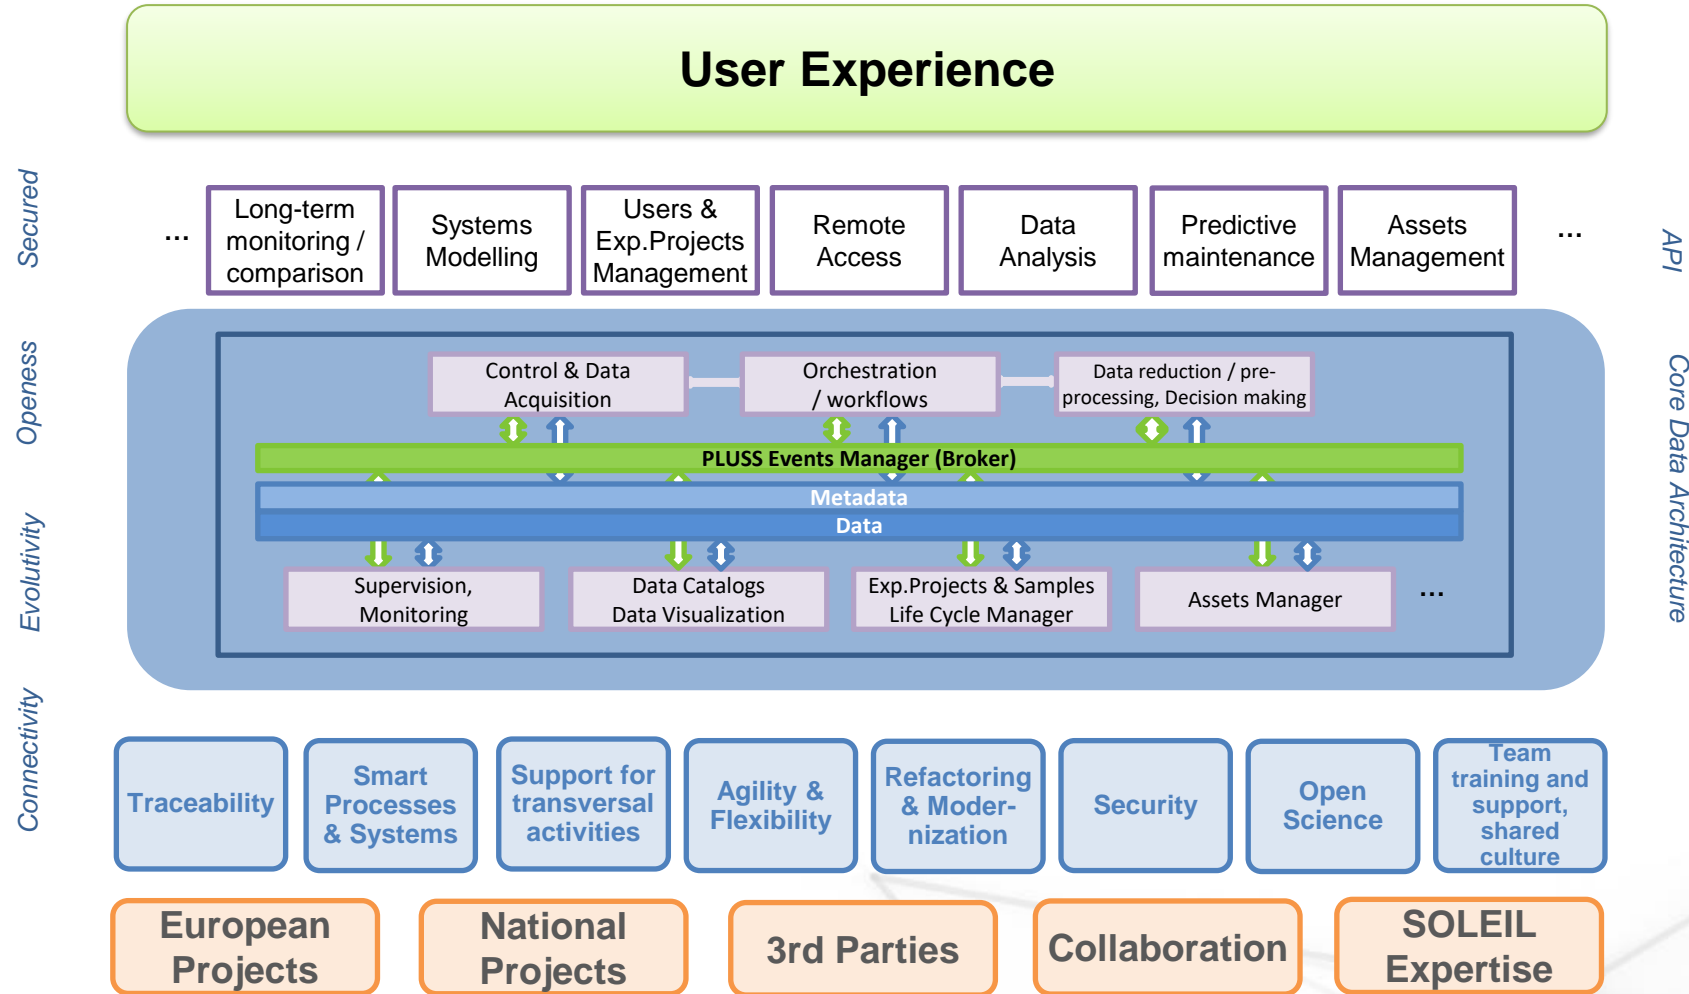 User Experience
Secured
Openess
Evolutivity
Connectivity
...
Long-term
monitoring /
comparison
Systems
Modelling
Users &
Exp.Projects
Management
Remote
Access
Data
Analysis
Predictive
maintenance
Assets
Management
...
API
Core Data Architecture
Control & Data
Acquisition
Orchestration
/ workflows
Data reduction / pre-
processing, Decision making
PLUSS Events Manager (Broker)
Metadata
Data
Supervision,
Monitoring
Data Catalogs
Data Visualization
Exp.Projects & Samples
Life Cycle Manager
Assets Manager
...
Traceability
Smart
Processes
& Systems
Support for
transversal
activities
Agility &
Flexibility
Refactoring
& Moder-
nization
Security
Open
Science
Team
training and
support,
shared
culture
European
Projects
National
Projects
3rd Parties
Collaboration
SOLEIL
Expertise